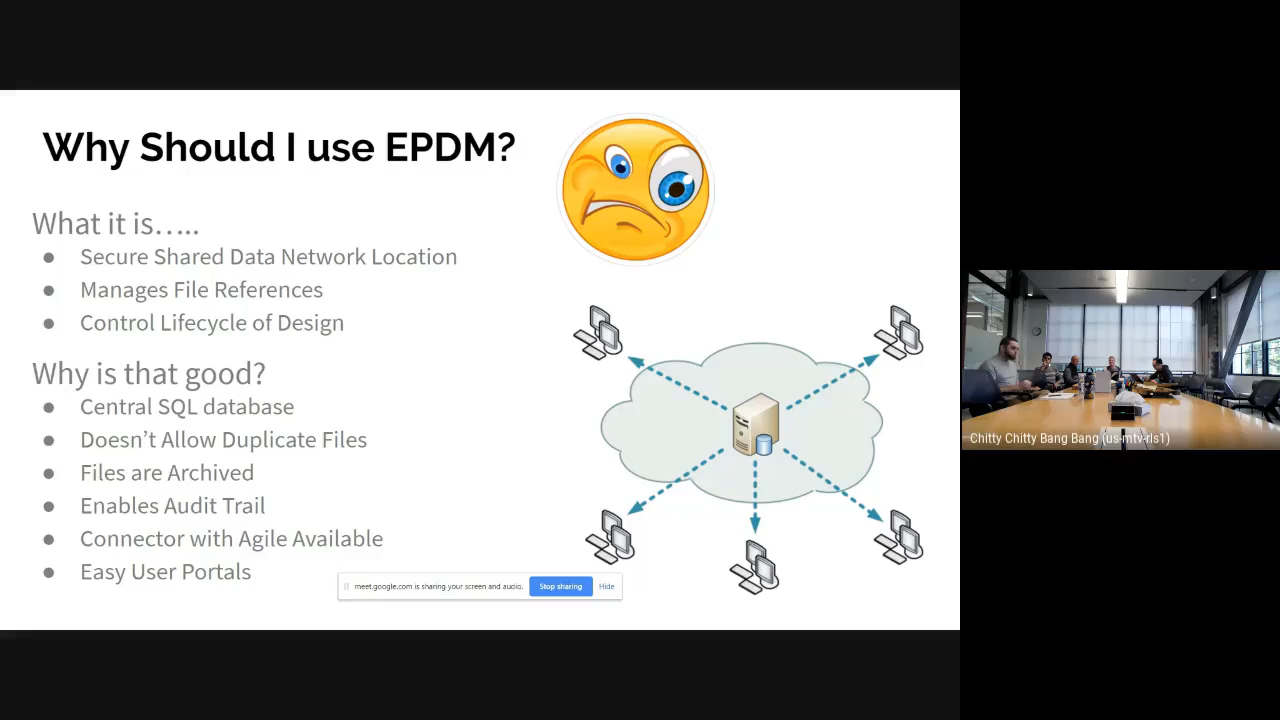 Why Should I use EPDM?
What it is.....
● Secure Shared Data Network Location
● Manages File References
● Control Lifecycle of Design
Why is that good?
● Central SQL database
● Doesn’t Allow Duplicate Files
● Files are Archived
● Enables Audit Trail
● Connector with Agile Available
● Easy User Portals
meet.google.com is sharing your screen and audio. Stop sharing Hide
Chitty Chitty Bang Bang (us-mtv-rls1)